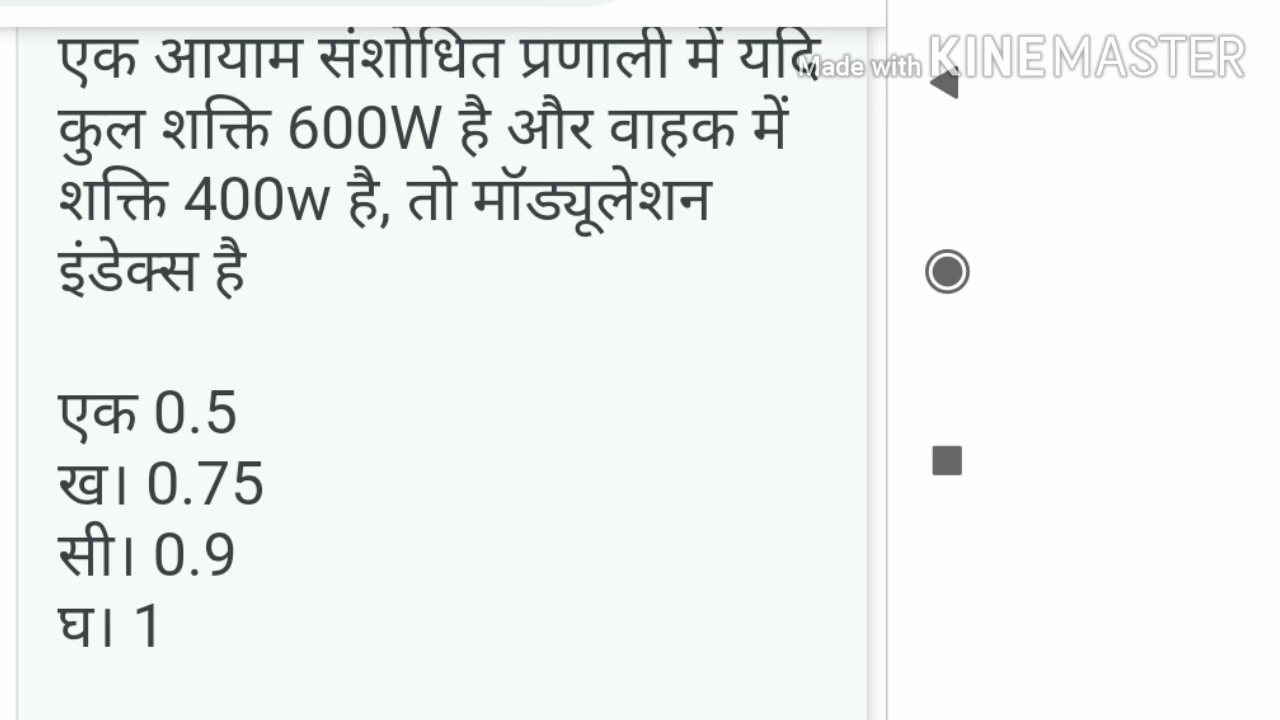 एक आयाम संशोधित प्रणाली में यदि
Made with KINEMASTER
कुल शक्ति 600W है और वाहक में
शक्ति 400w है, तो मॉड्यूलेशन
इंडेक्स है
एक 0.5
ख। 0.75
सी। 0.9
घ। 1